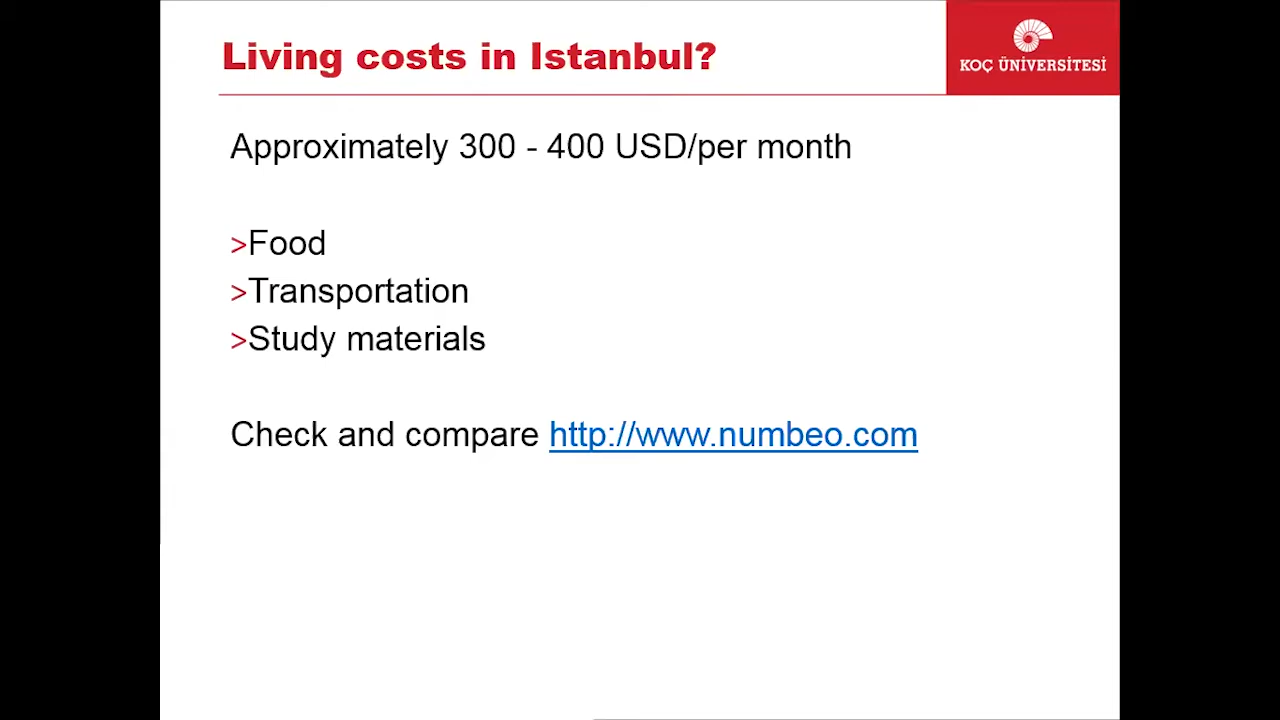 Living costs in Istanbul?
KOÇ ÜNİVERSİTESİ
Approximately 300 - 400 USD/per month
>Food
>Transportation
>Study materials
Check and compare http://www.numbeo.com